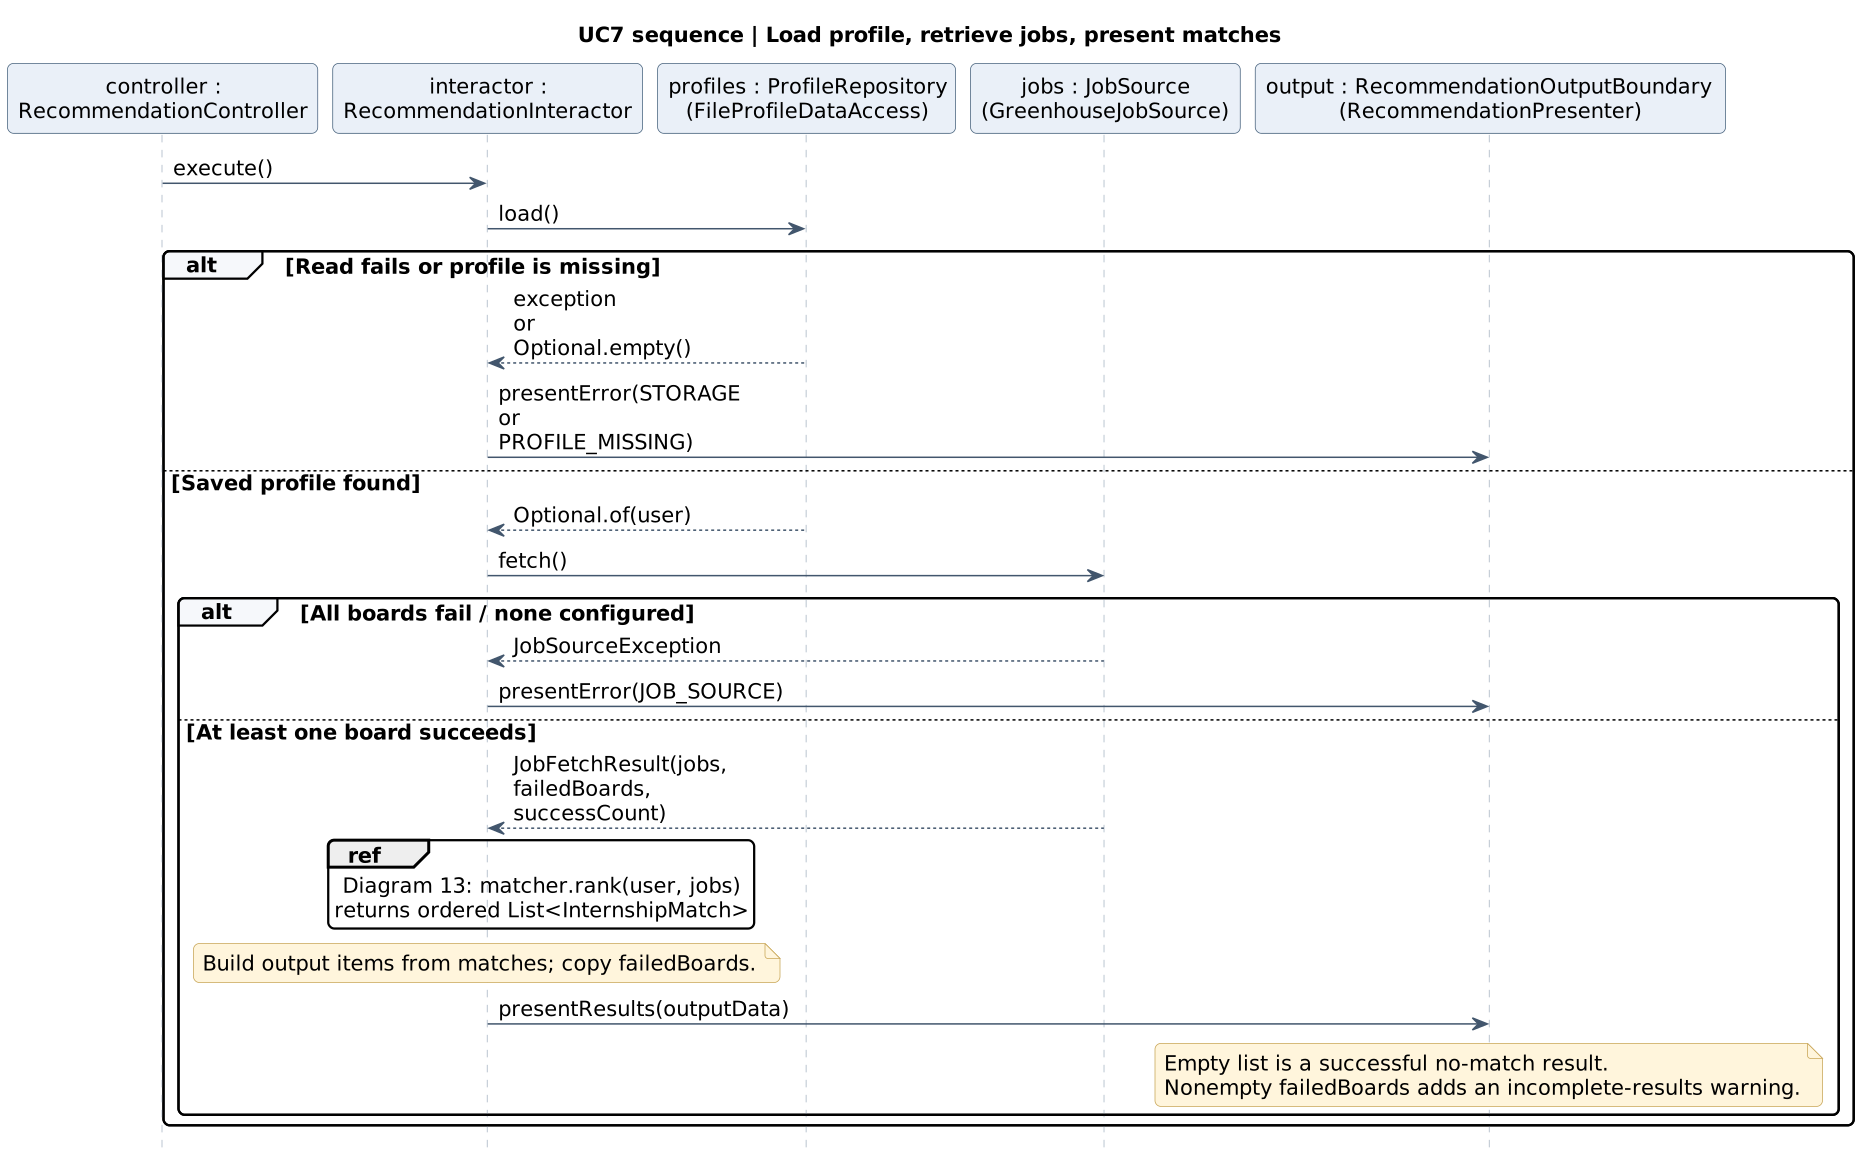 UC7 sequence | Load profile, retrieve jobs, present matches
controller :
RecommendationController
interactor :
RecommendationInteractor
profiles : ProfileRepository
(FileProfileDataAccess)
jobs : JobSource
(GreenhouseJobSource)
output : RecommendationOutputBoundary
(RecommendationPresenter)
execute()
load()
alt
[Read fails or profile is missing]
exception
or
Optional.empty()
presentError(STORAGE
or
PROFILE_MISSING)
[Saved profile found]
Optional.of(user)
fetch()
alt
[All boards fail / none configured]
JobSourceException
presentError(JOB_SOURCE)
[At least one board succeeds]
JobFetchResult(jobs,
failedBoards,
successCount)
ref
Diagram 13: matcher.rank(user, jobs)
returns ordered List<InternshipMatch>
Build output items from matches; copy failedBoards.
presentResults(outputData)
Empty list is a successful no-match result.
Nonempty failedBoards adds an incomplete-results warning.